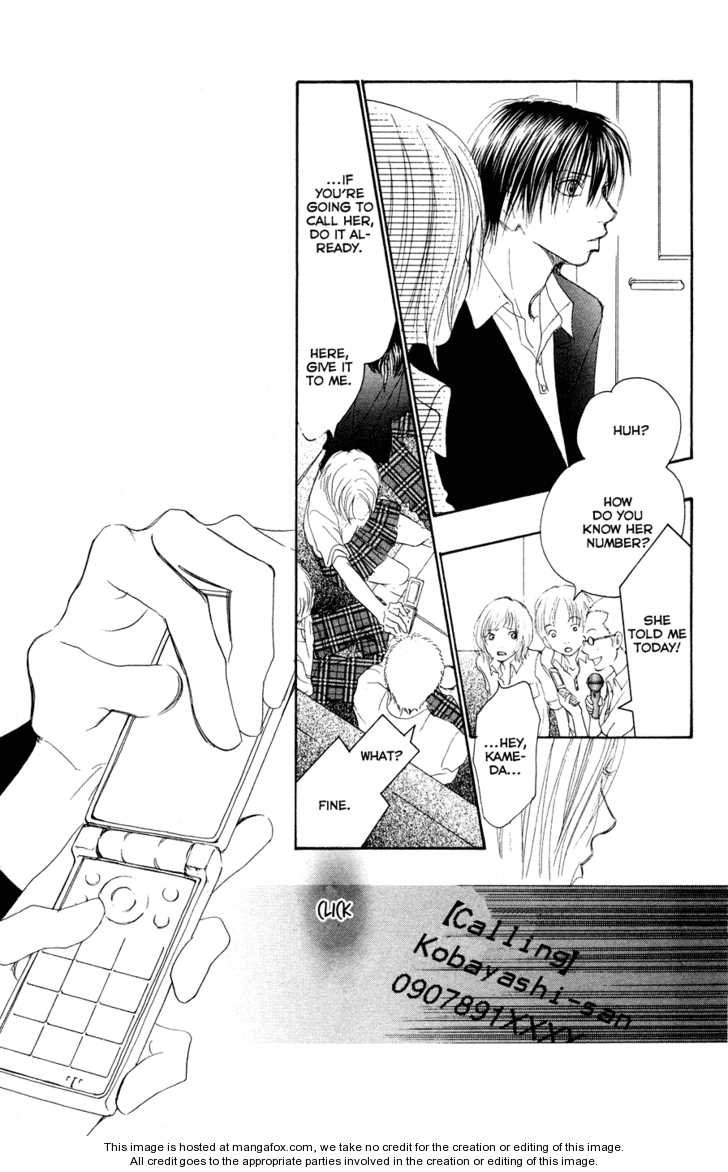 HUH?
HOW
DO YOU
KNOW HER
NUMBER?
SHE
TOLD ME
TODAY!
...HEY,
KAME-
DA...
...IF
YOU'RE
GOING TO
CALL HER,
DO IT AL-
READY.
HERE,
GIVE IT
TO ME.
WHAT?
FINE.
CLICK
【Calling】
Kobayashi-san
0907891XXXX
This image is hosted at mangafox.com, we take no credit for the creation or editing of this image.
All credit goes to the appropriate parties involved in the creation or editing of this image.